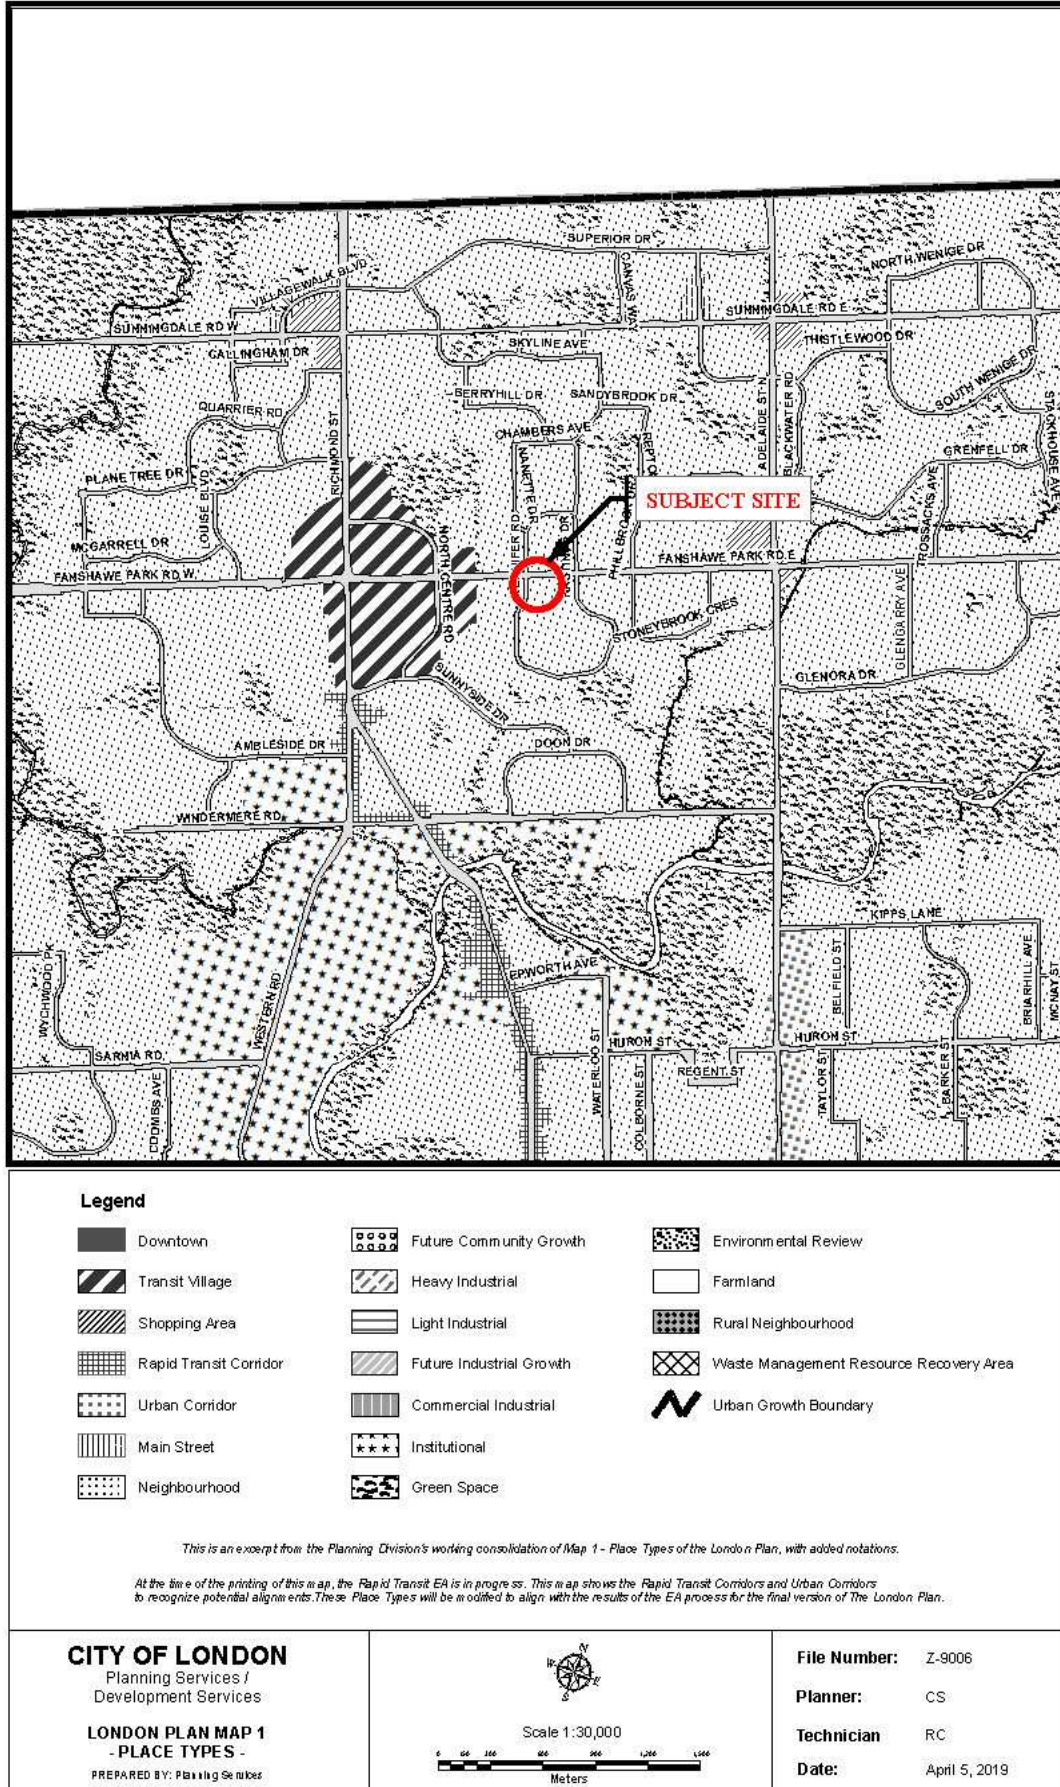 SUPERIOR DR
CANVAS WAY
NORTH WENIGE DR
VILLAGEWALK BLVD
SUNNINGDALE RD W
SUNNINGDALE RD E
CALLINGHAM DR
SKYLINE AVE
THISTLEWOOD DR
BERRYHILL DR
SANDYBROOK DR
SOUTH WENIGE DR
QUARRIER RD
RICHMOND ST
CHAMBERS AVE
ADELAIDE ST N
BLACKWATER RD
STACKHOUSE AV
GRENFELL DR
PLANE TREE DR
LOUISE BLVD
NANETTE DR
SUBJECT SITE
TROSSACKS AVE
MCGARRELL DR
FANSHAWE PARK RD W
NORTH CENTRE RD
FANSHAWE PARK RD E
GLENGARRY AVE
STONEYBROOK CRES
GLENORA DR
SUNNYSIDE DR
AMBLESIDE DR
DOON DR
WINDERMERE RD
KIPPS LANE
WYCHWOOD PK
WESTERN RD
EPWORTH AVE
BELFIELD ST
BRIARHILL AVE
MCNAY ST
SARNIA RD
HURON ST
HURON ST
REGENT ST
COOMBS AVE
WATERLOO ST
COLBORNE ST
TAYLOR ST
BARKER ST
Legend
Downtown
Transit Village
Shopping Area
Rapid Transit Corridor
Urban Corridor
Main Street
Neighbourhood
Future Community Growth
Heavy Industrial
Light Industrial
Future Industrial Growth
Commercial Industrial
Institutional
Green Space
Environmental Review
Farmland
Rural Neighbourhood
Waste Management Resource Recovery Area
Urban Growth Boundary
This is an excerpt from the Planning Division's working consolidation of Map 1 - Place Types of the London Plan, with added notations.
At the time of the printing of this map, the Rapid Transit EA is in progress. This map shows the Rapid Transit Corridors and Urban Corridors
to recognize potential alignments. These Place Types will be modified to align with the results of the EA process for the final version of The London Plan.
CITY OF LONDON
Planning Services /
Development Services
LONDON PLAN MAP 1
- PLACE TYPES -
PREPARED BY: Planning Services
N
W
E
S
Scale 1:30,000
Meters
File Number: Z-9006
Planner: CS
Technician RC
Date: April 5, 2019